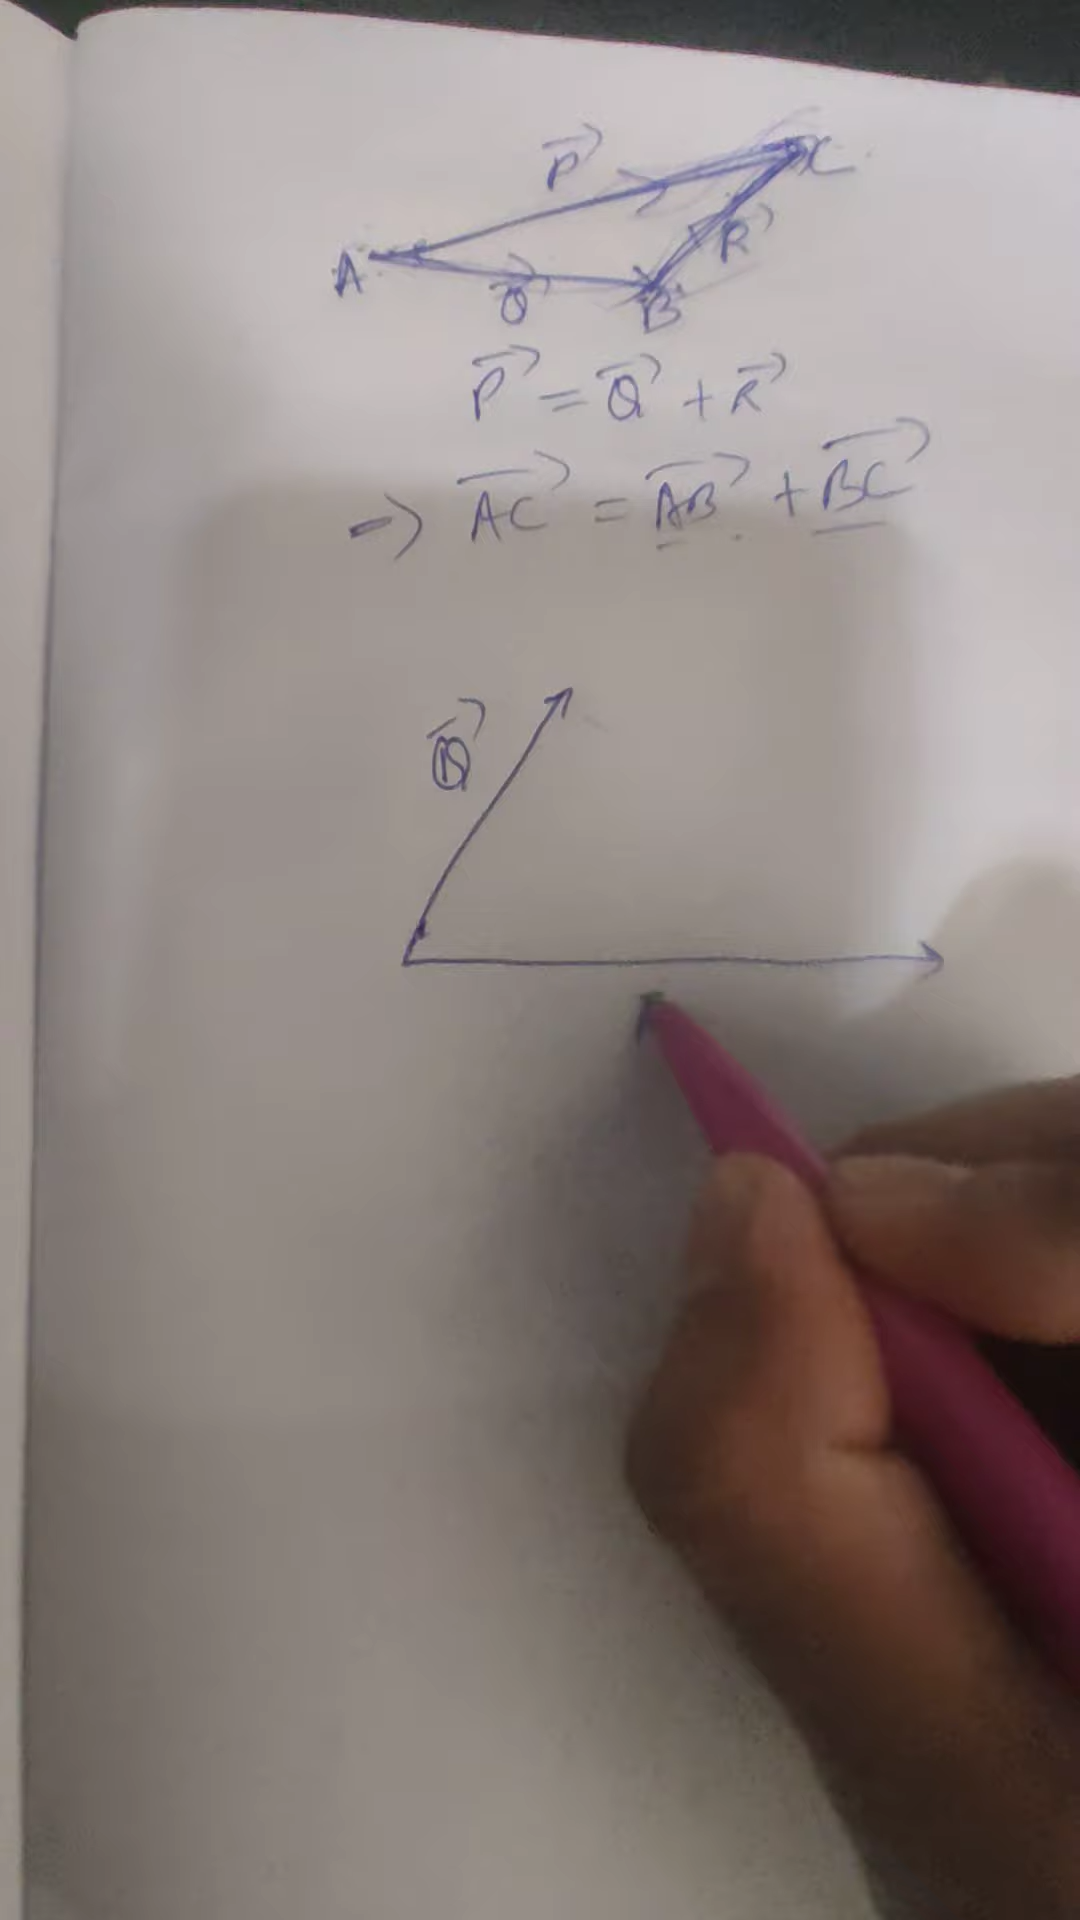 P⃗
C
A
R⃗
Q⃗
B
P⃗ = Q⃗ + R⃗
⇒ AC⃗ = AB⃗ + BC⃗
Q⃗